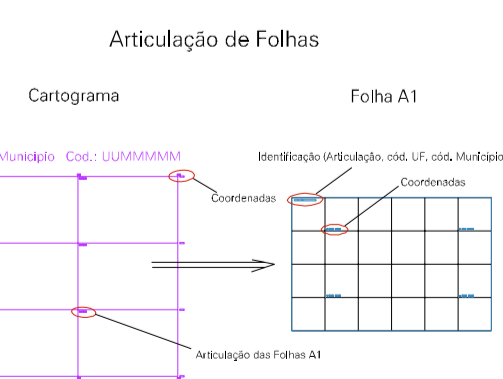 Articulação de Folhas
Cartograma
Folha A1
Município Cod.: UUMMMMM
Identificação (Articulação, cód. UF, cód. Município
Coordenadas
Coordenadas
Articulação das Folhas A1